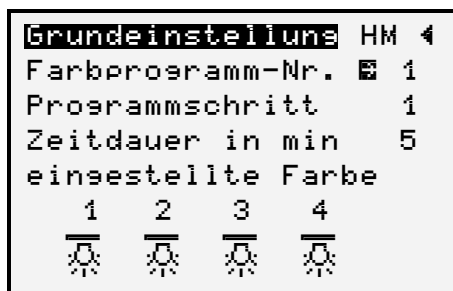 Grundeinstellung HM
Farbprogramm-Nr. 1
Programmschritt 1
Zeitdauer in min 5
eingestellte Farbe
1 2 3 4